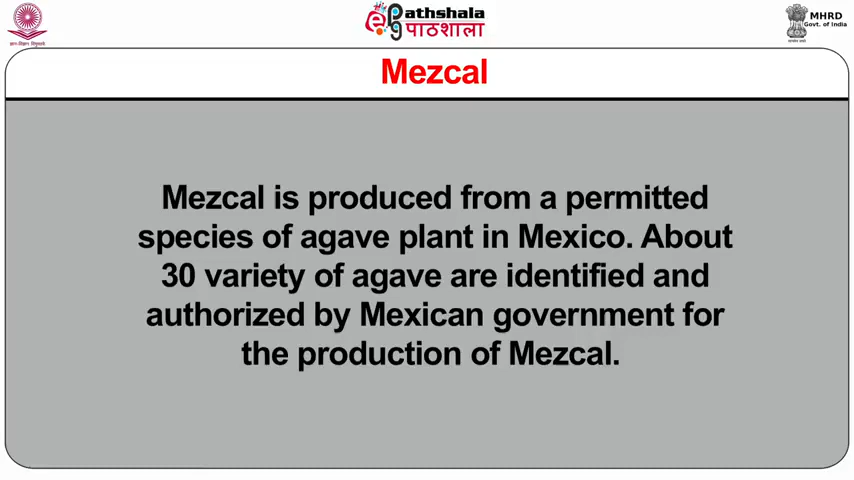 ePathshala
पाठशाला
MHRD
Govt. of India
Mezcal
Mezcal is produced from a permitted
species of agave plant in Mexico. About
30 variety of agave are identified and
authorized by Mexican government for
the production of Mezcal.